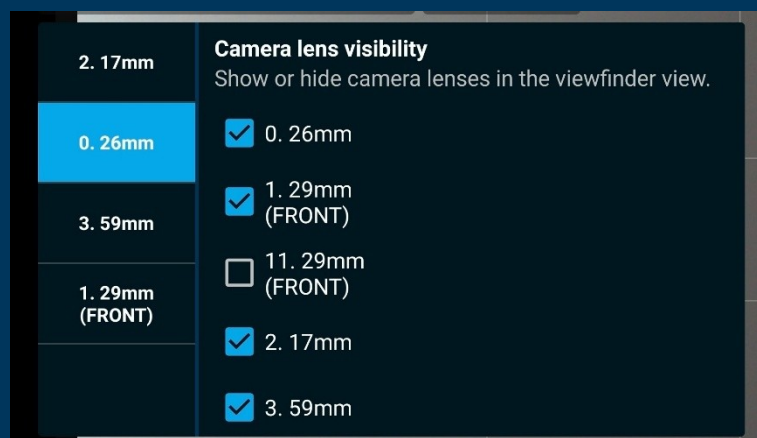 2. 17mm
0. 26mm
3. 59mm
1. 29mm
(FRONT)
Camera lens visibility
Show or hide camera lenses in the viewfinder view.
0. 26mm
1. 29mm
(FRONT)
11. 29mm
(FRONT)
2. 17mm
3. 59mm